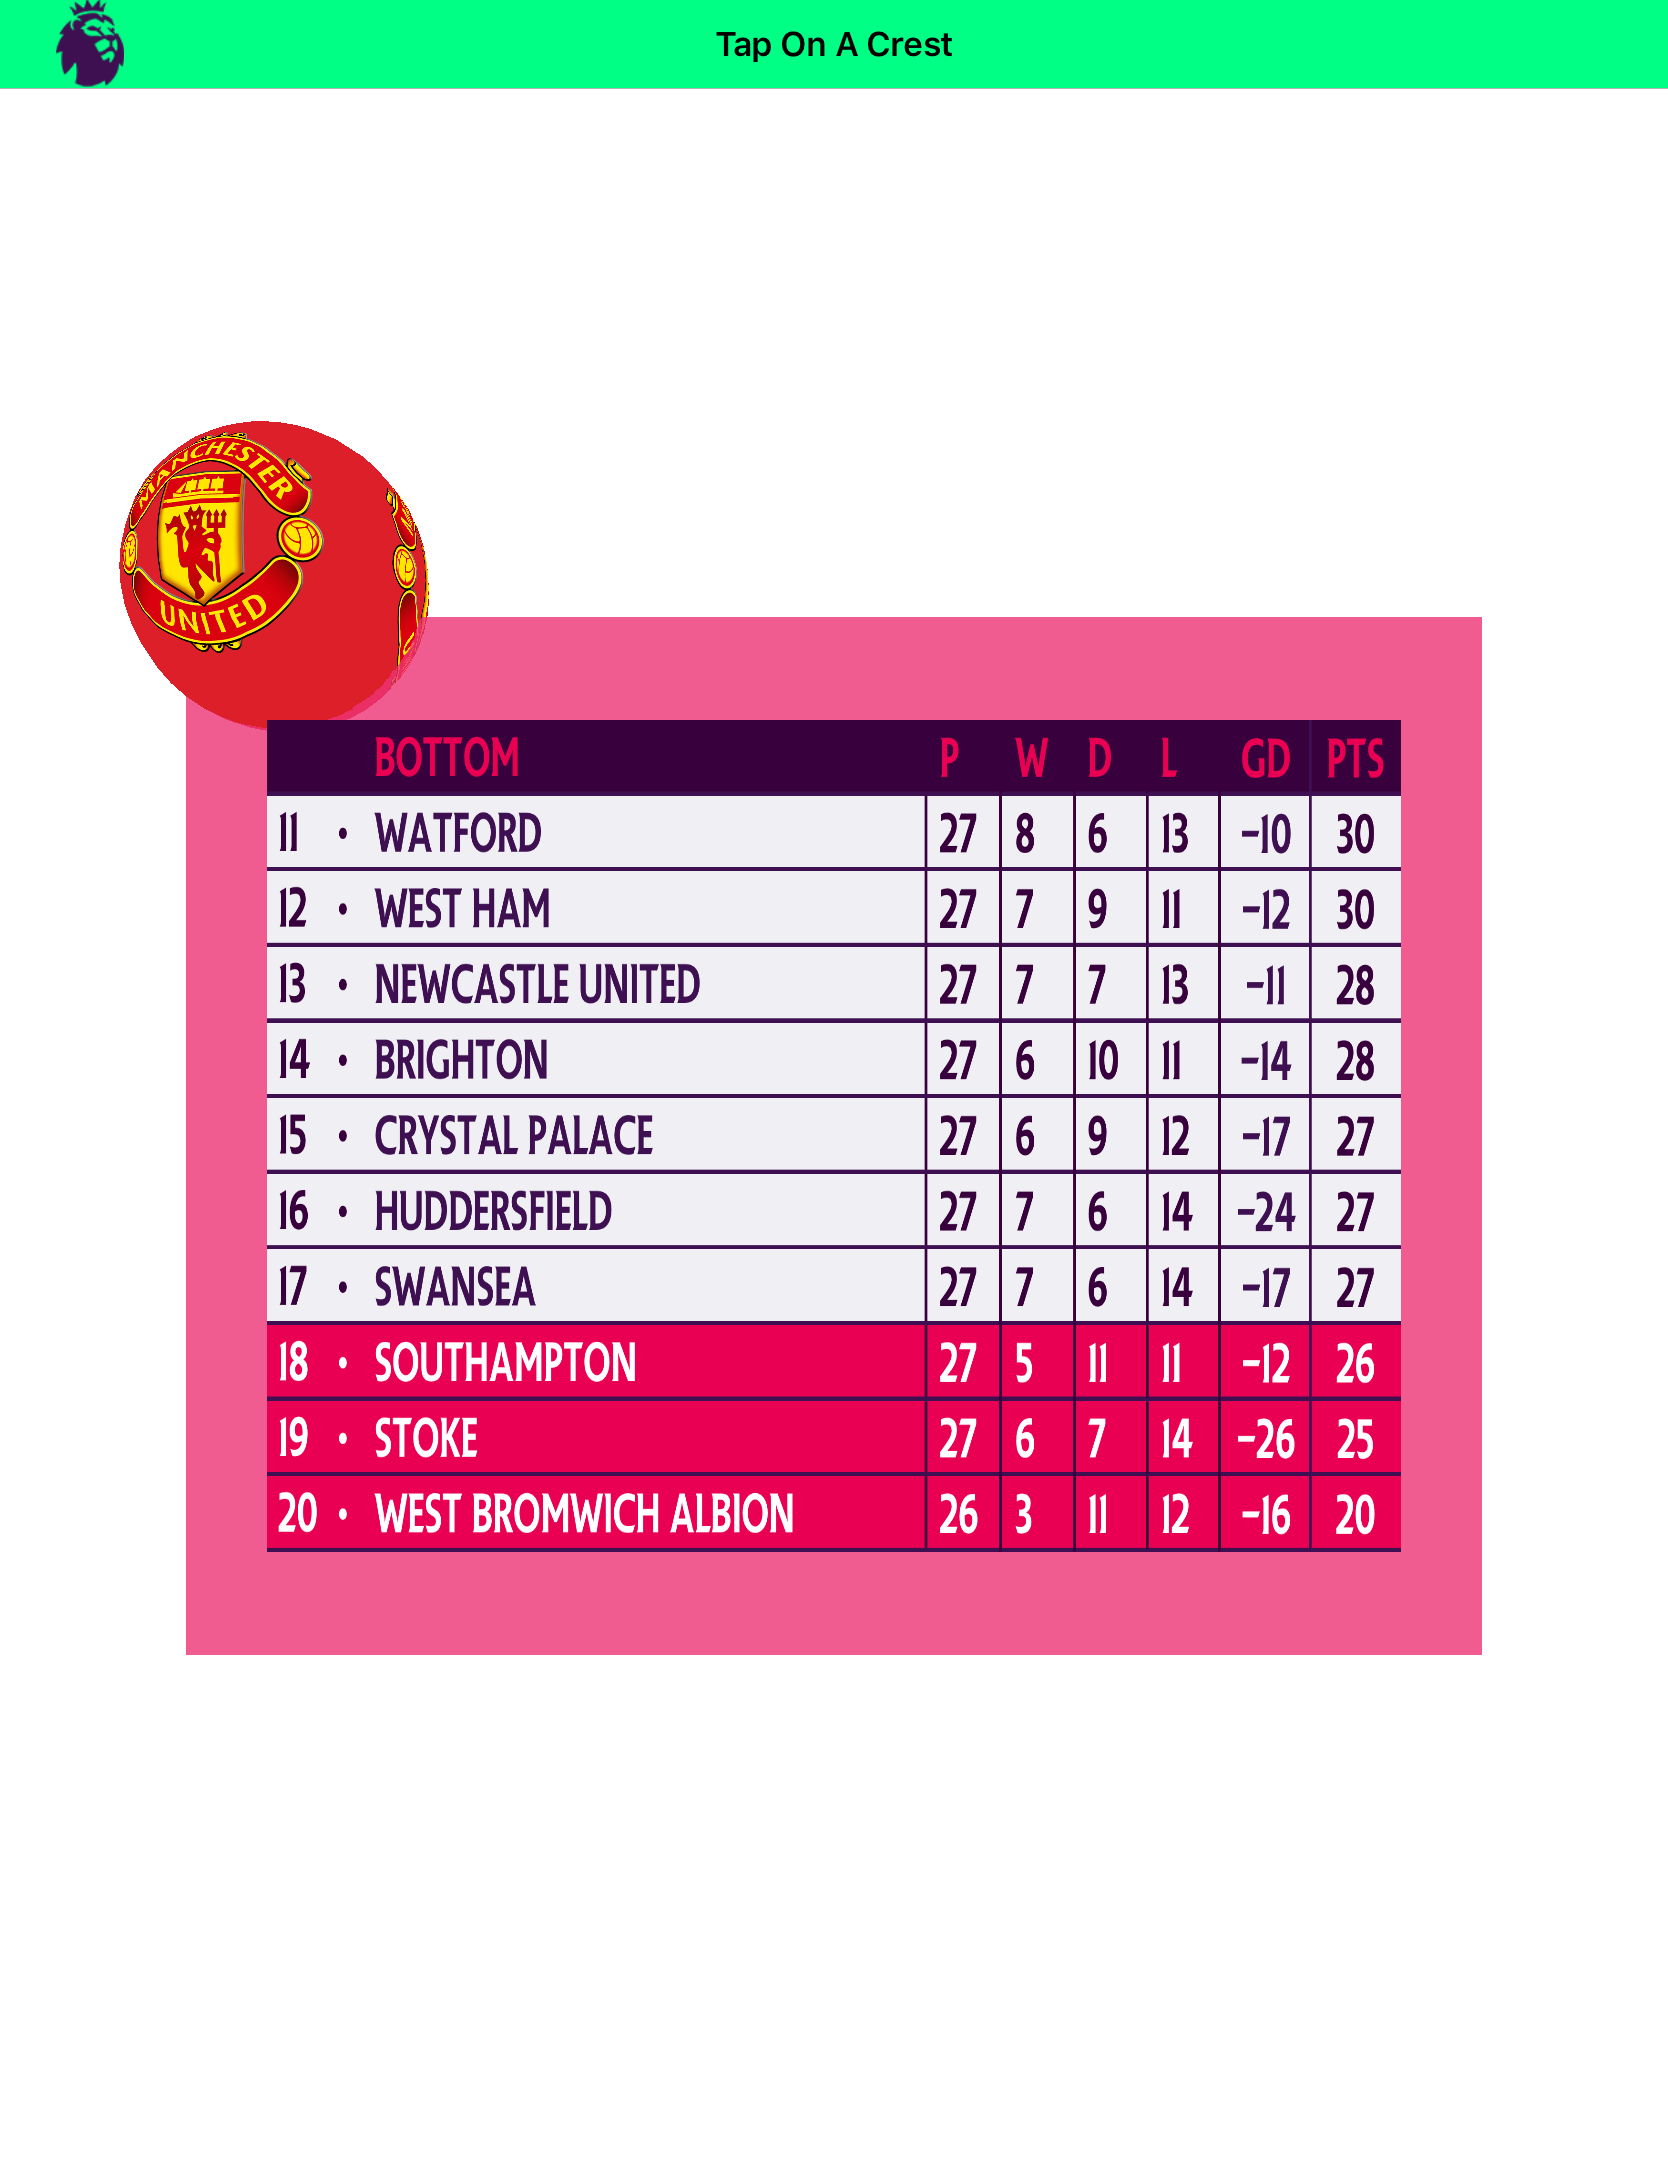 Tap On A Crest
MANCHESTER
UNITED
BOTTOM P W D L GD PTS
11 • WATFORD 27 8 6 13 -10 30
12 • WEST HAM 27 7 9 11 -12 30
13 • NEWCASTLE UNITED 27 7 7 13 -11 28
14 • BRIGHTON 27 6 10 11 -14 28
15 • CRYSTAL PALACE 27 6 9 12 -17 27
16 • HUDDERSFIELD 27 7 6 14 -24 27
17 • SWANSEA 27 7 6 14 -17 27
18 • SOUTHAMPTON 27 5 11 11 -12 26
19 • STOKE 27 6 7 14 -26 25
20 • WEST BROMWICH ALBION 26 3 11 12 -16 20